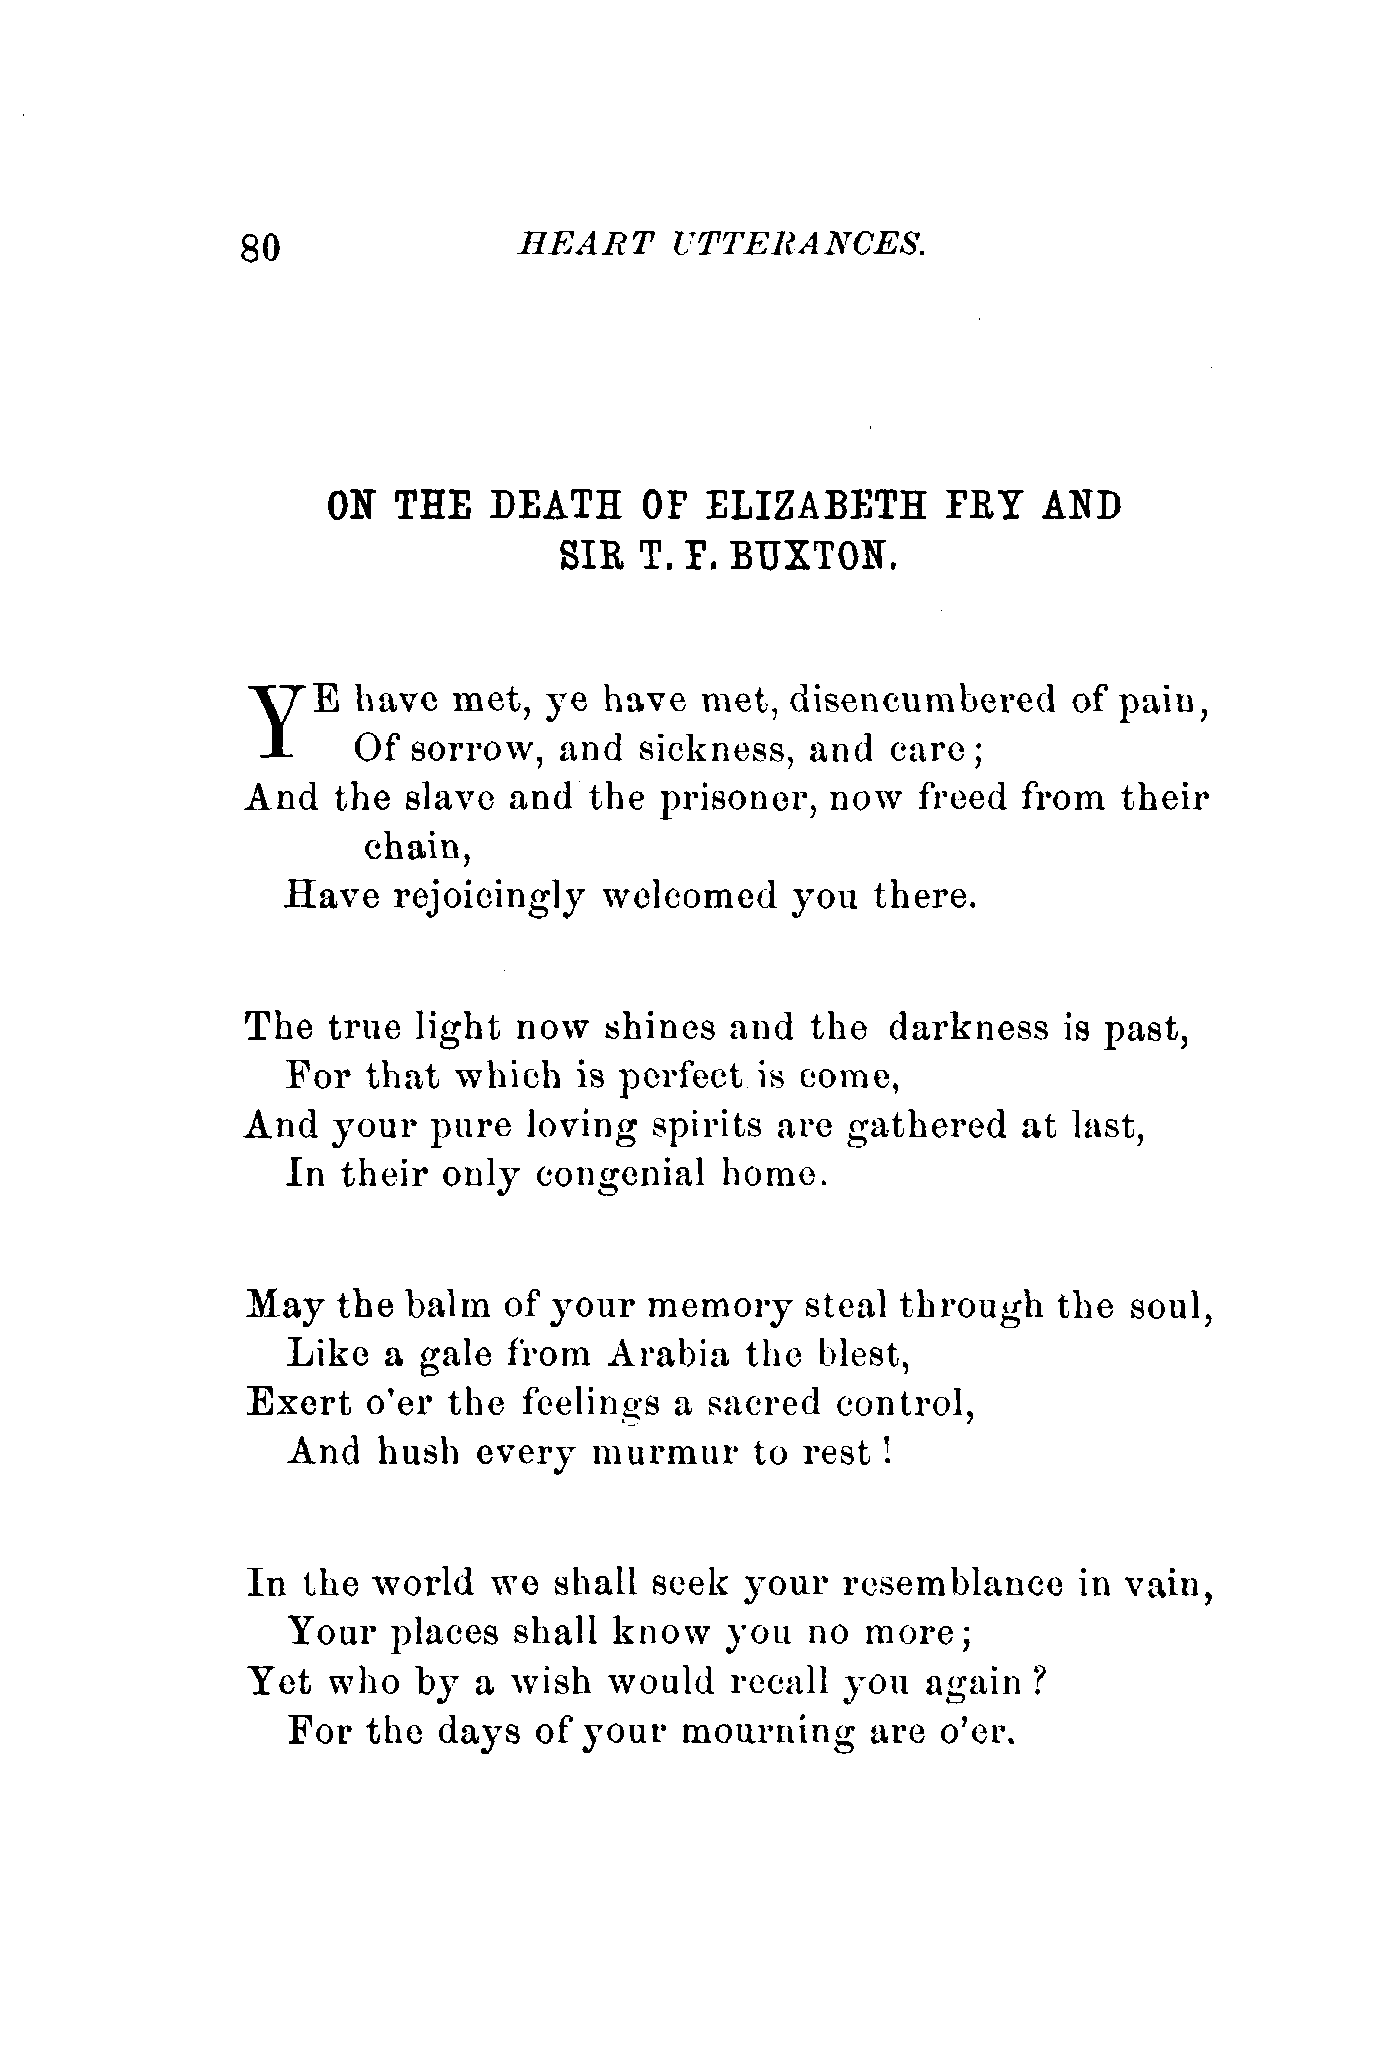 80 HEART UTTERANCES.
ON THE DEATH OF ELIZABETH FRY AND
SIR T. F. BUXTON.
YE have met, ye have met, disencumbered of pain,
Of sorrow, and sickness, and care;
And the slave and the prisoner, now freed from their
chain,
Have rejoicingly welcomed you there.
The true light now shines and the darkness is past,
For that which is perfect is come,
And your pure loving spirits are gathered at last,
In their only congenial home.
May the balm of your memory steal through the soul,
Like a gale from Arabia the blest,
Exert o'er the feelings a sacred control,
And hush every murmur to rest!
In the world we shall seek your resemblance in vain,
Your places shall know you no more;
Yet who by a wish would recall you again?
For the days of your mourning are o'er.